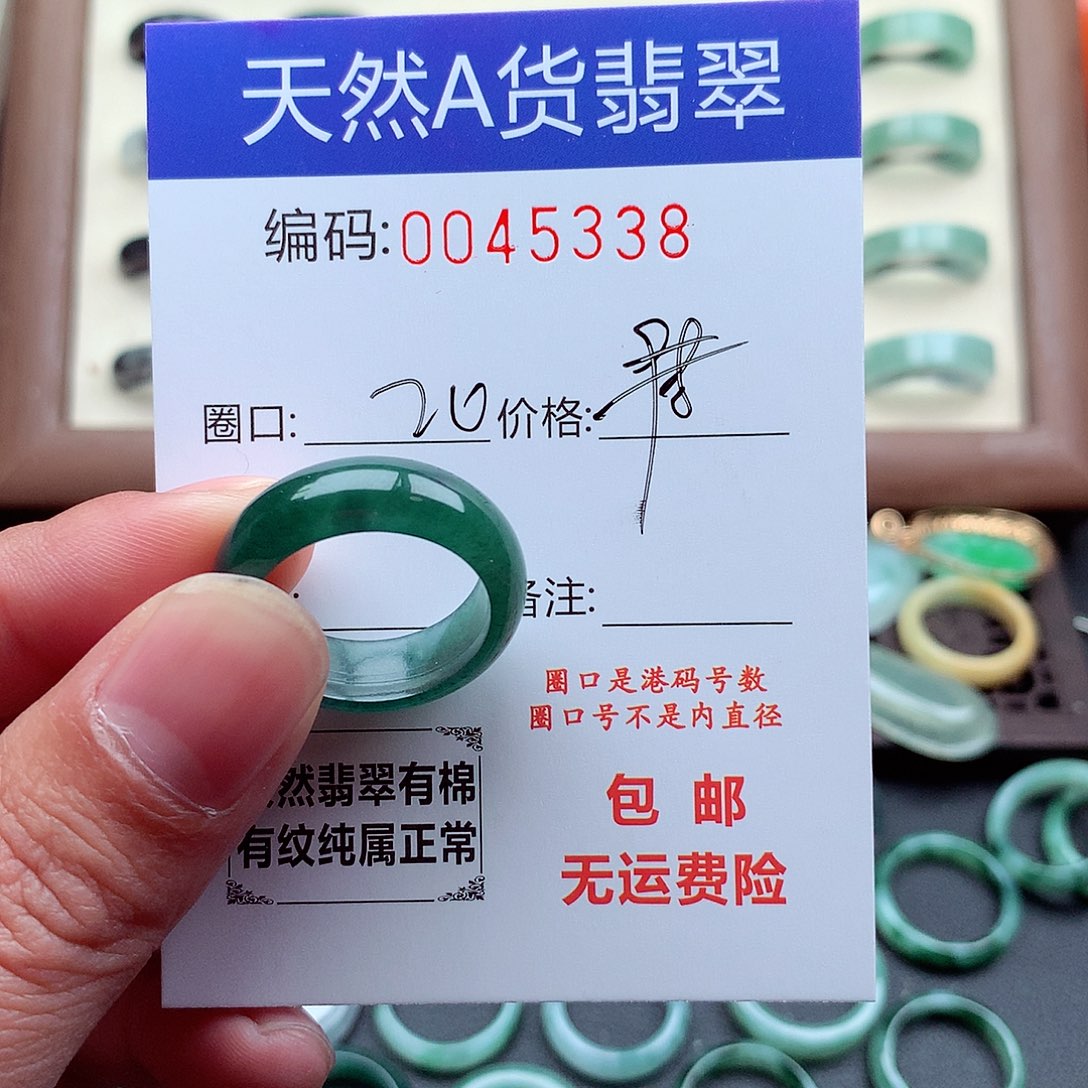 天然A货翡翠
编码:0045338
圈口: 20 价格:
备注:
圈口是港码号数
圈口号不是内直径
然翡翠有棉
有纹纯属正常
包邮
无运费险